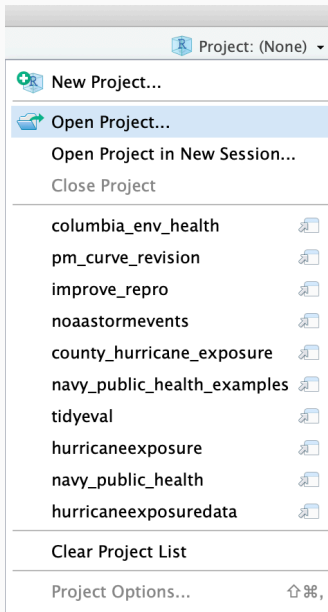 Project: (None)
New Project...
Open Project...
Open Project in New Session...
Close Project
columbia_env_health
pm_curve_revision
improve_repro
noaastormevents
county_hurricane_exposure
navy_public_health_examples
tidyeval
hurricaneexposure
navy_public_health
hurricaneexposuredata
Clear Project List
Project Options... ⇧⌘,